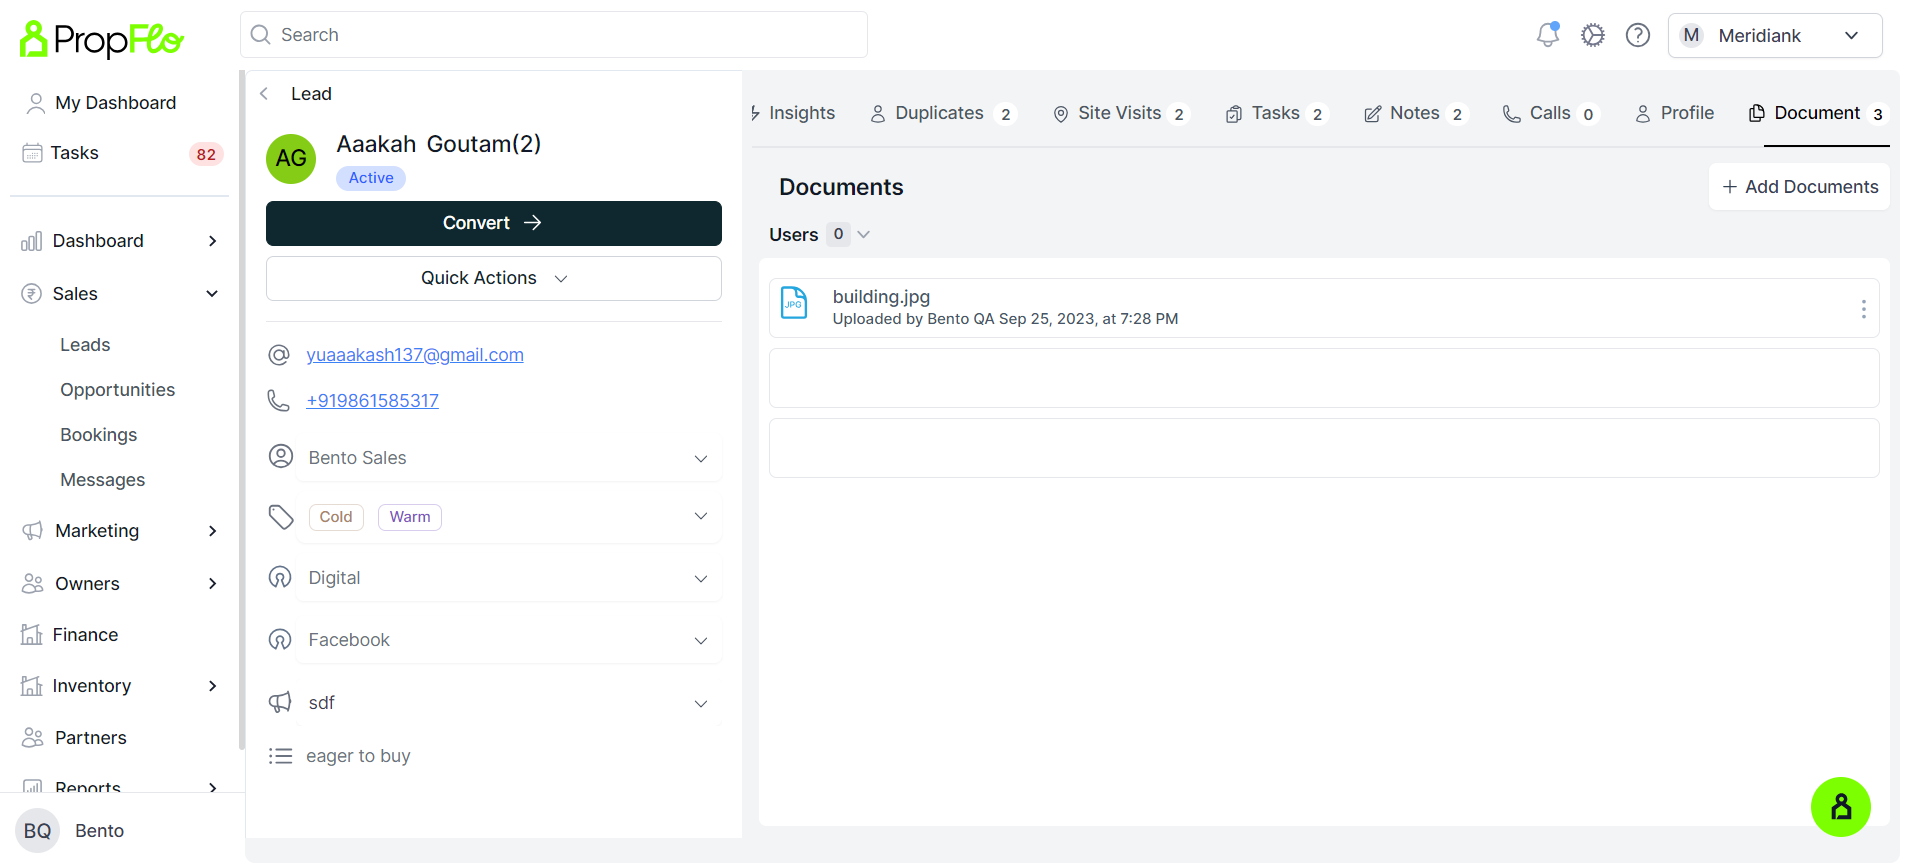 PropFlo
Search
M Meridiank
My Dashboard
Tasks 82
Dashboard
Sales
Leads
Opportunities
Bookings
Messages
Marketing
Owners
Finance
Inventory
Partners
Reports
BQ Bento
Lead
AG
Aaakah Goutam(2)
Active
Convert
Quick Actions
yuaaakash137@gmail.com
+919861585317
Bento Sales
Cold Warm
Digital
Facebook
sdf
eager to buy
Insights Duplicates 2 Site Visits 2 Tasks 2 Notes 2 Calls 0 Profile Document 3
Documents
+ Add Documents
Users 0
JPG
building.jpg
Uploaded by Bento QA Sep 25, 2023, at 7:28 PM